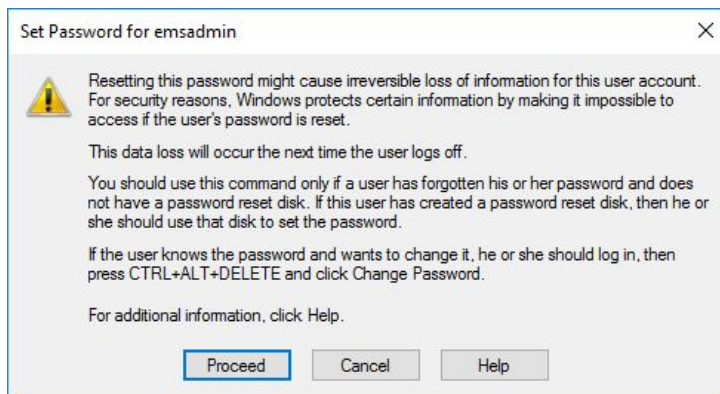 Set Password for emsadmin
Resetting this password might cause irreversible loss of information for this user account.
For security reasons, Windows protects certain information by making it impossible to
access if the user's password is reset.
This data loss will occur the next time the user logs off.
You should use this command only if a user has forgotten his or her password and does
not have a password reset disk. If this user has created a password reset disk, then he or
she should use that disk to set the password.
If the user knows the password and wants to change it, he or she should log in, then
press CTRL+ALT+DELETE and click Change Password.
For additional information, click Help.
Proceed Cancel Help